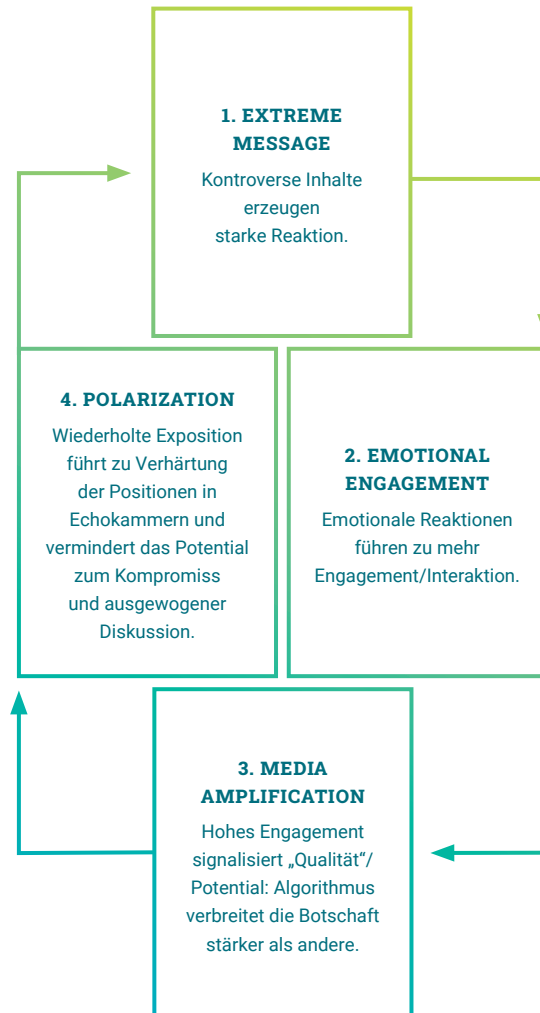 1. EXTREME
MESSAGE
Kontroverse Inhalte
erzeugen
starke Reaktion.
2. EMOTIONAL
ENGAGEMENT
Emotionale Reaktionen
führen zu mehr
Engagement/Interaktion.
3. MEDIA
AMPLIFICATION
Hohes Engagement
signalisiert „Qualität“/
Potential: Algorithmus
verbreitet die Botschaft
stärker als andere.
4. POLARIZATION
Wiederholte Exposition
führt zu Verhärtung
der Positionen in
Echokammern und
vermindert das Potential
zum Kompromiss
und ausgewogener
Diskussion.